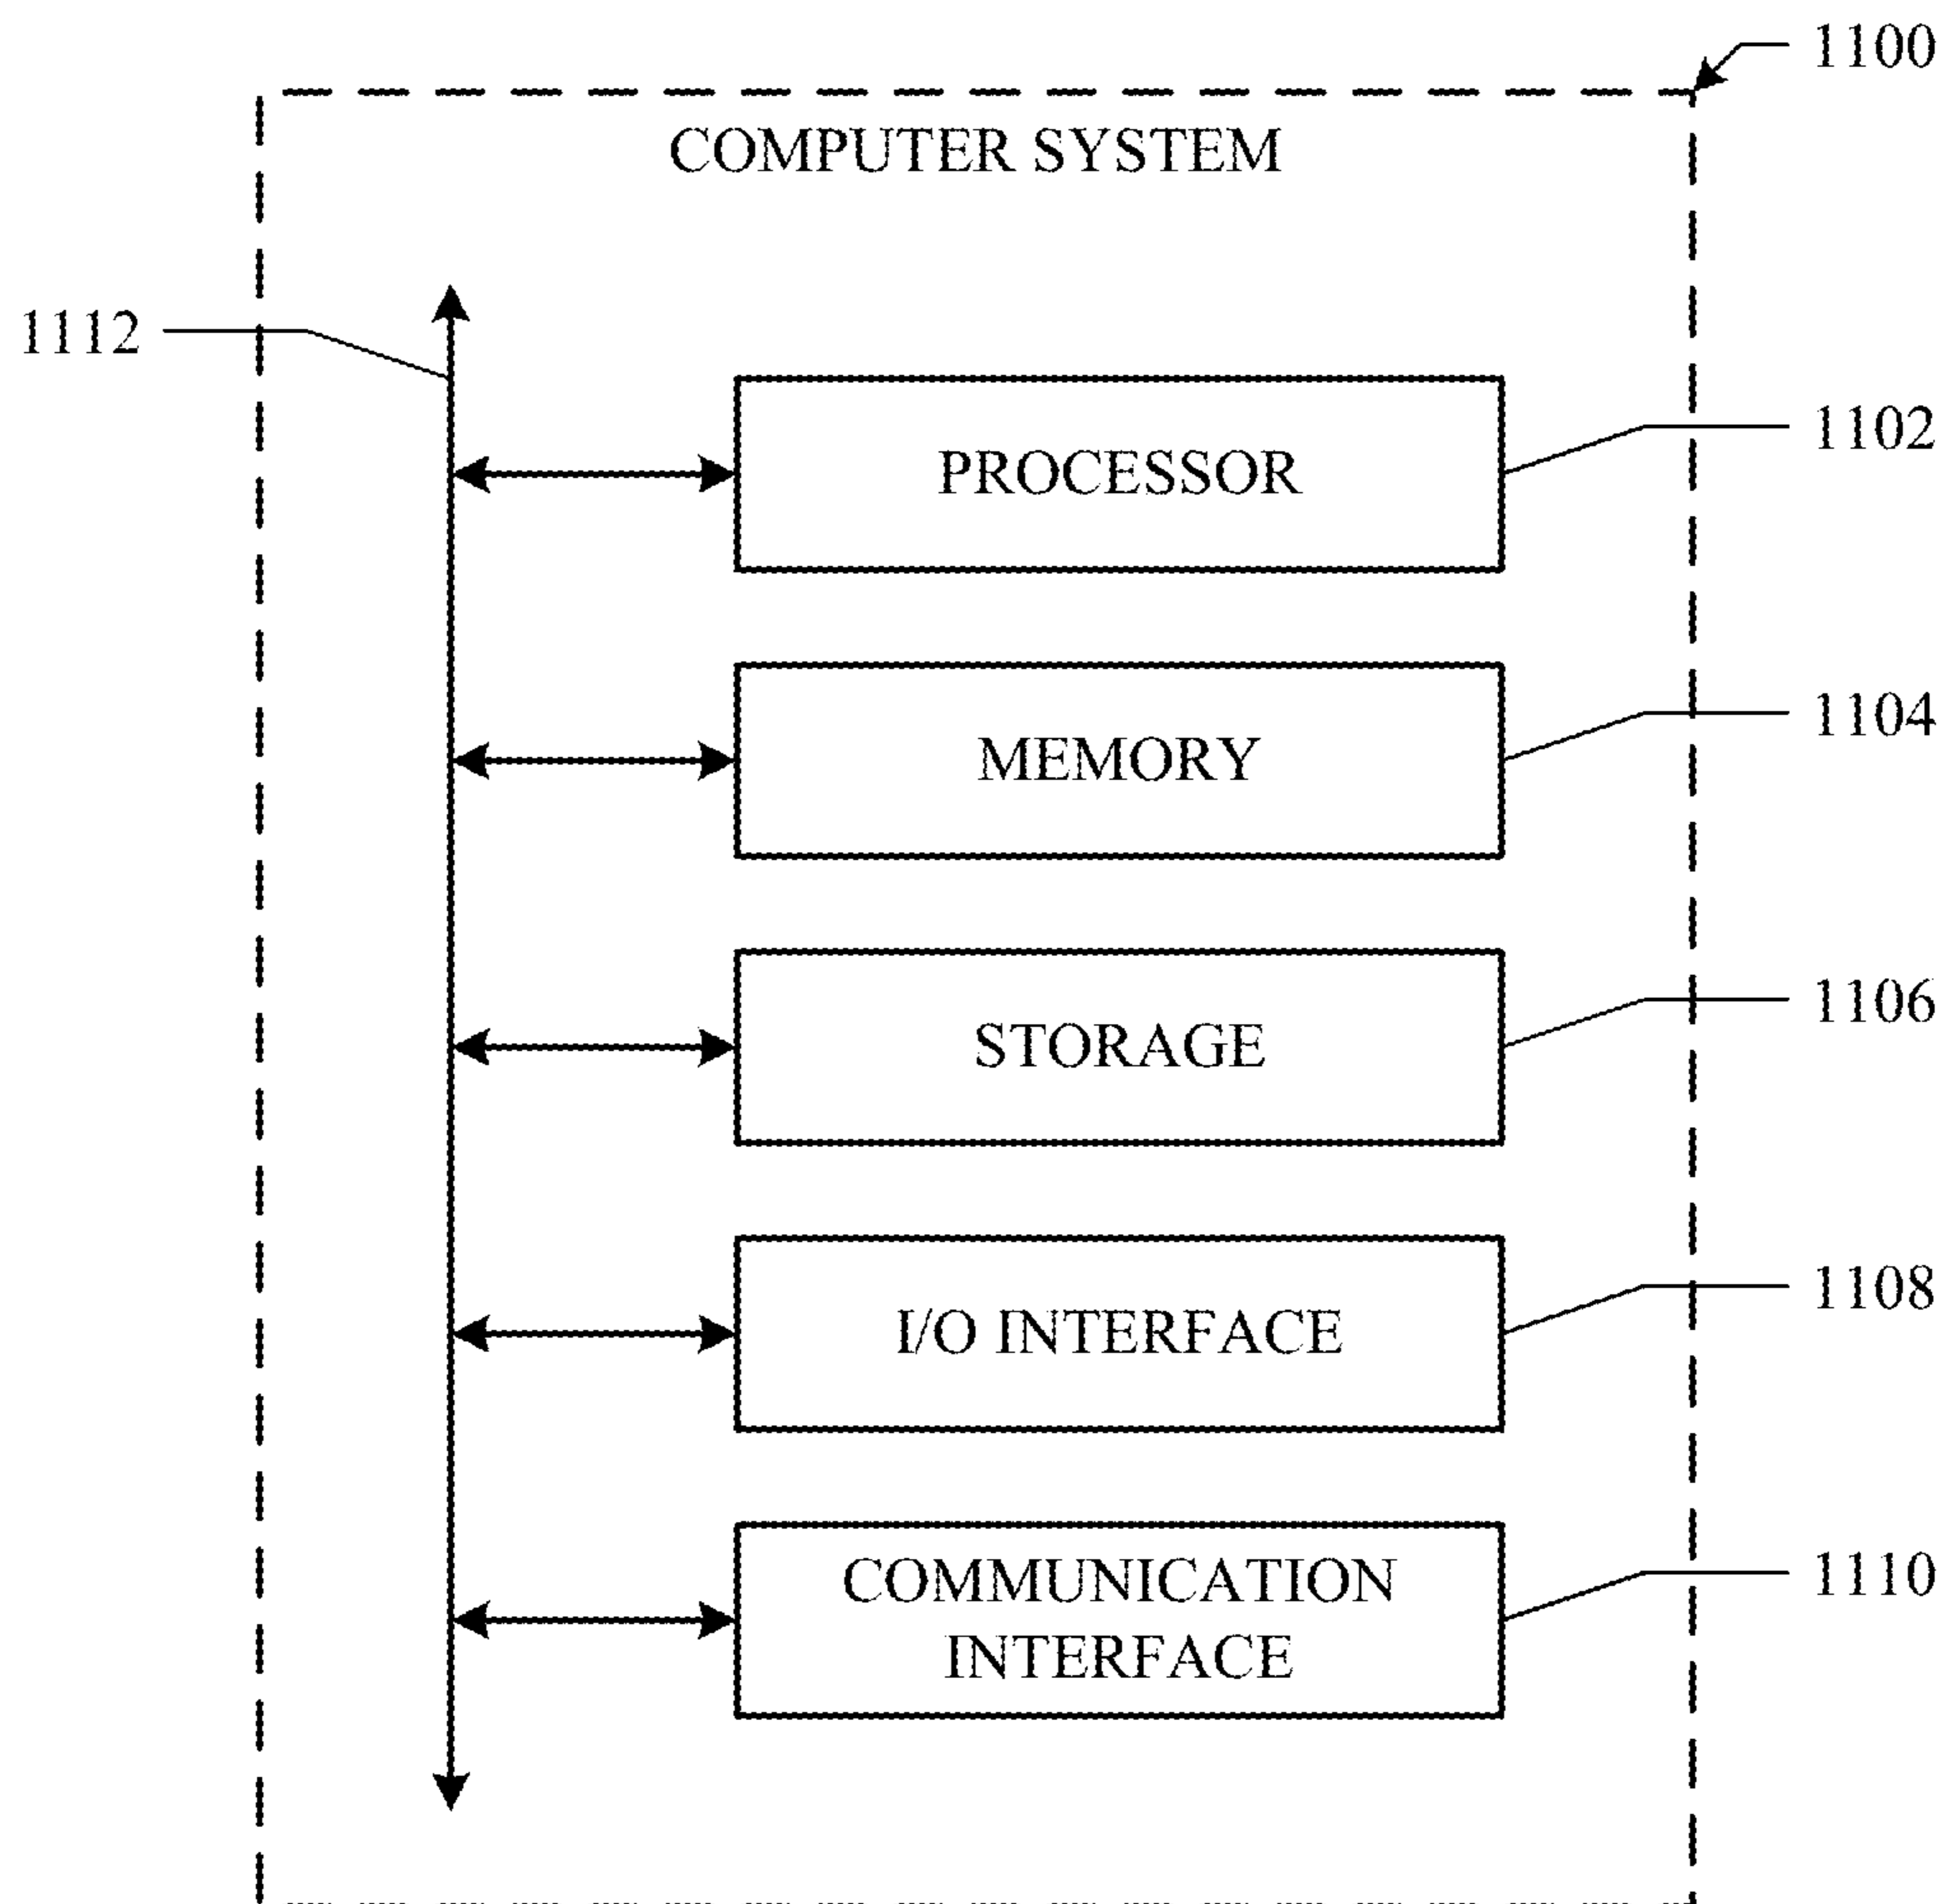 1100
COMPUTER SYSTEM
1112
PROCESSOR
1102
MEMORY
1104
STORAGE
1106
I/O INTERFACE
1108
COMMUNICATION
INTERFACE
1110